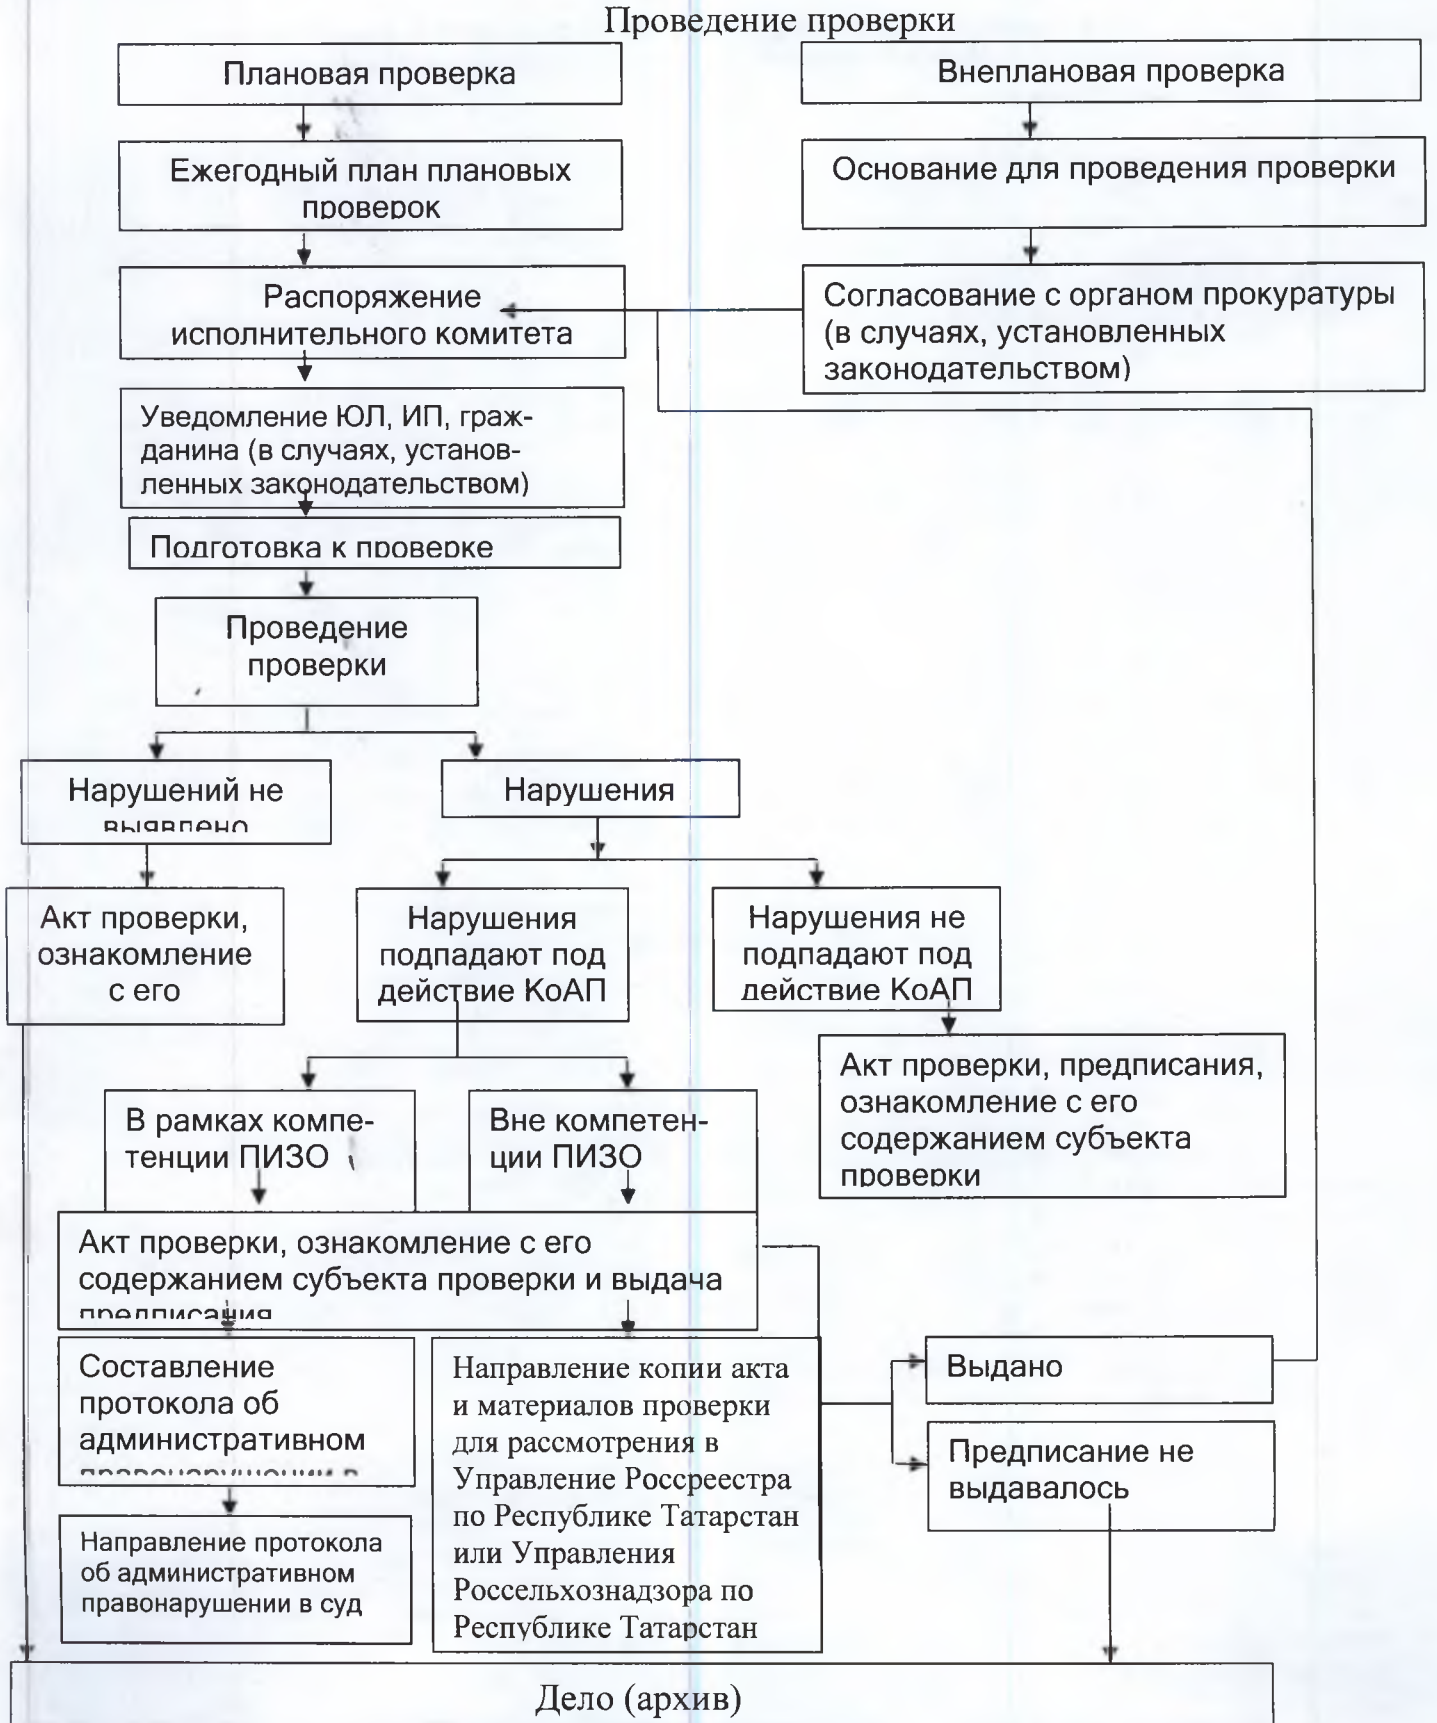 Проведение проверки
Плановая проверка
Внеплановая проверка
Ежегодный план плановых
проверок
Основание для проведения проверки
Распоряжение
исполнительного комитета
Согласование с органом прокуратуры
(в случаях, установленных
законодательством)
Уведомление ЮЛ, ИП, граж-
данина (в случаях, установ-
ленных законодательством)
Подготовка к проверке
Проведение
проверки
Нарушений не
выявлено
Нарушения
Акт проверки,
ознакомление
с его
Нарушения
подпадают под
действие КоАП
Нарушения не
подпадают под
действие КоАП
Акт проверки, предписания,
ознакомление с его
содержанием субъекта
проверки
В рамках компе-
тенции ПИЗО
Вне компетен-
ции ПИЗО
Акт проверки, ознакомление с его
содержанием субъекта проверки и выдача
предписания
Составление
протокола об
административном
правонарушении в
Направление протокола
об административном
правонарушении в суд
Направление копии акта
и материалов проверки
для рассмотрения в
Управление Россреестра
по Республике Татарстан
или Управления
Россельхознадзора по
Республике Татарстан
Выдано
Предписание не
выдавалось
Дело (архив)